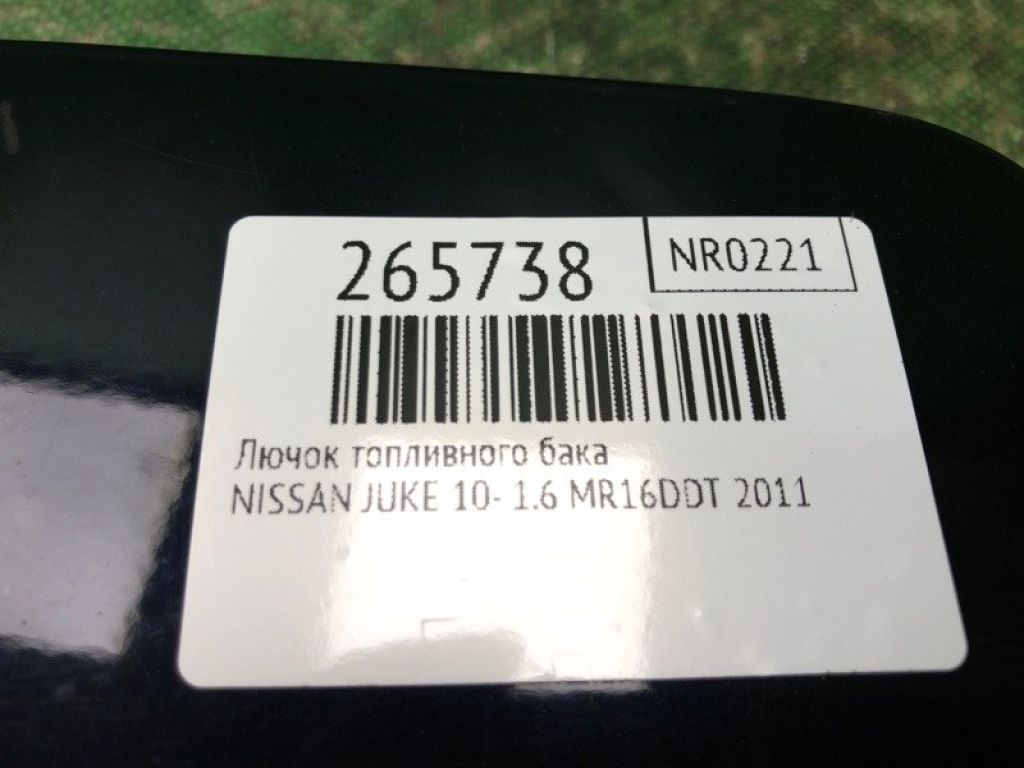 265738
NR0221
Лючок топливного бака
NISSAN JUKE 10- 1.6 MR16DDT 2011